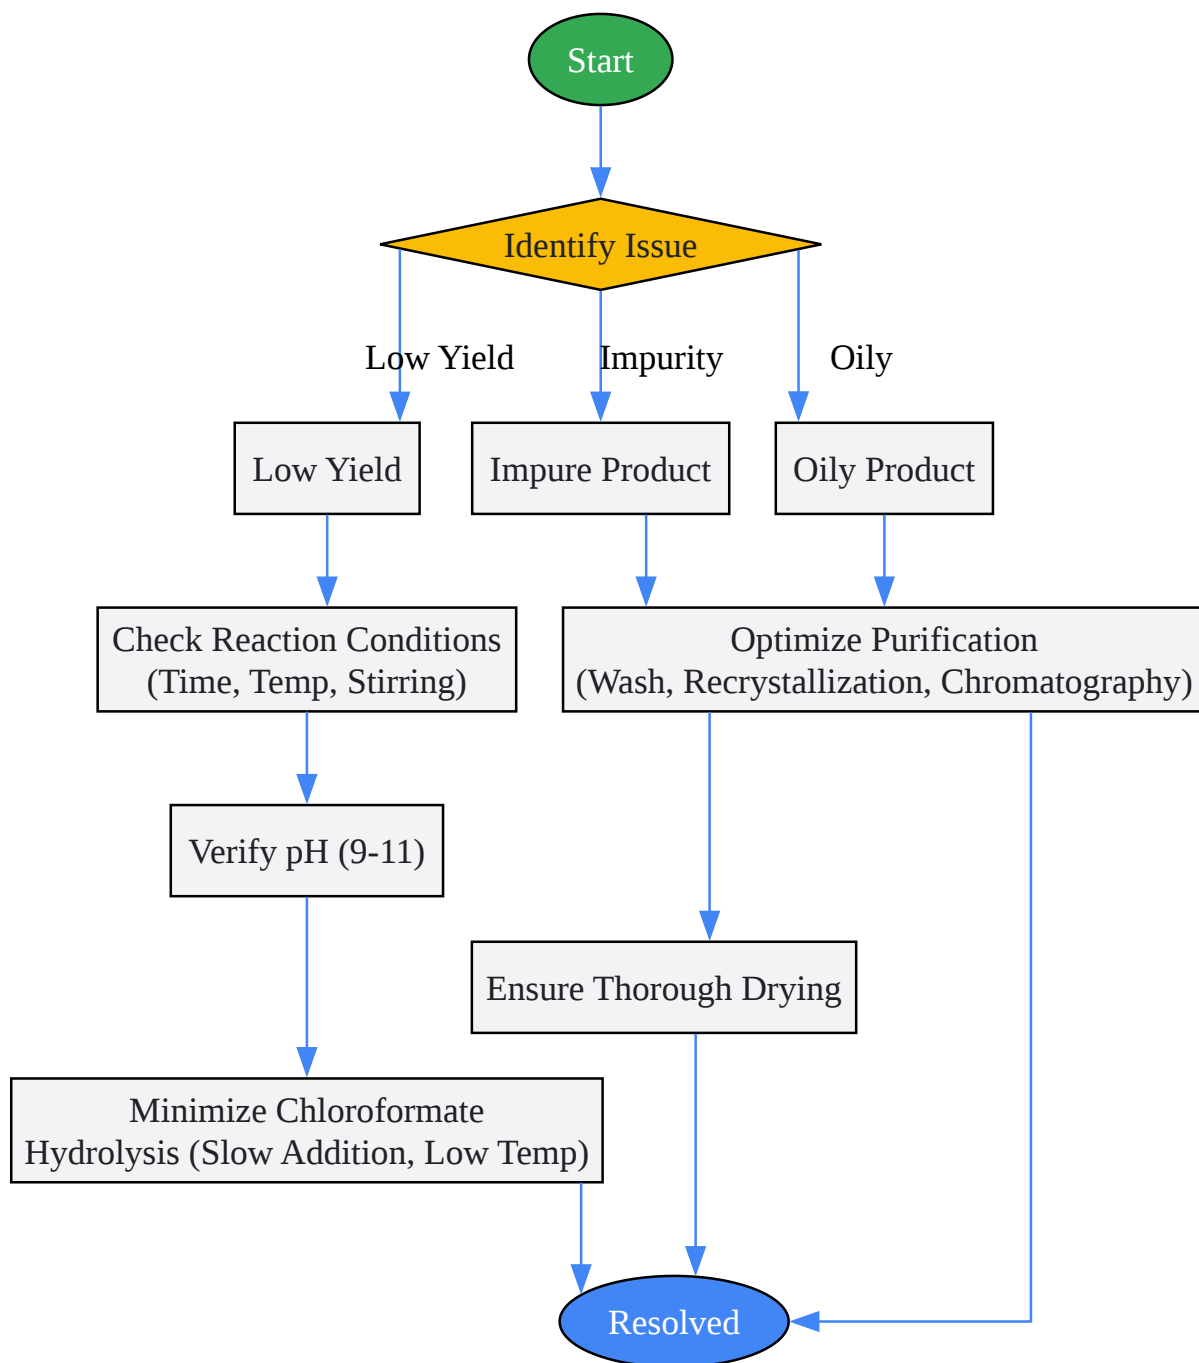 Start
Identify Issue
Low Yield
Impurity
Oily
Low Yield
Impure Product
Oily Product
Check Reaction Conditions
(Time, Temp, Stirring)
Optimize Purification
(Wash, Recrystallization, Chromatography)
Verify pH (9-11)
Ensure Thorough Drying
Minimize Chloroformate
Hydrolysis (Slow Addition, Low Temp)
Resolved